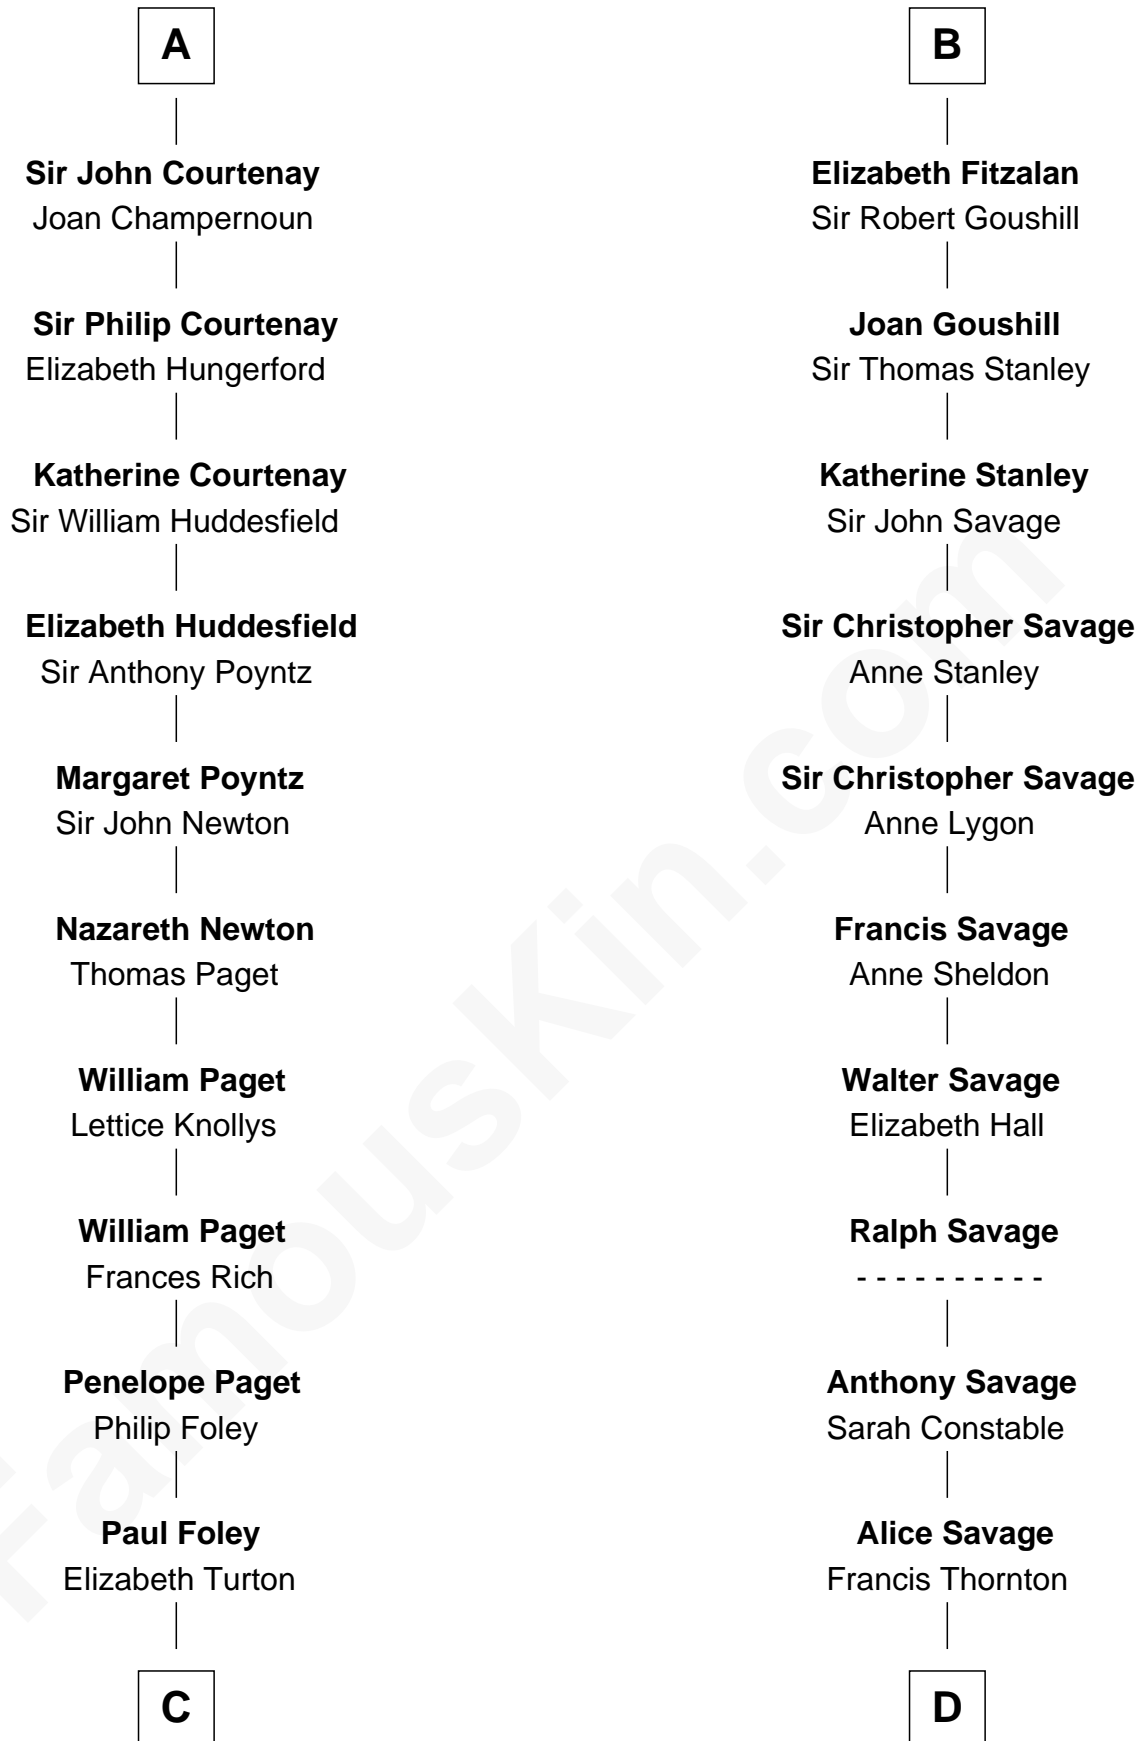 A
Sir John Courtenay
Joan Champernoun
Sir Philip Courtenay
Elizabeth Hungerford
Katherine Courtenay
Sir William Huddesfield
Elizabeth Huddesfield
Sir Anthony Poyntz
Margaret Poyntz
Sir John Newton
Nazareth Newton
Thomas Paget
William Paget
Lettice Knollys
William Paget
Frances Rich
Penelope Paget
Philip Foley
Paul Foley
Elizabeth Turton
C
B
Elizabeth Fitzalan
Sir Robert Goushill
Joan Goushill
Sir Thomas Stanley
Katherine Stanley
Sir John Savage
Sir Christopher Savage
Anne Stanley
Sir Christopher Savage
Anne Lygon
Francis Savage
Anne Sheldon
Walter Savage
Elizabeth Hall
Ralph Savage
- - - - - - - - - -
Anthony Savage
Sarah Constable
Alice Savage
Francis Thornton
D
FamousKin.com